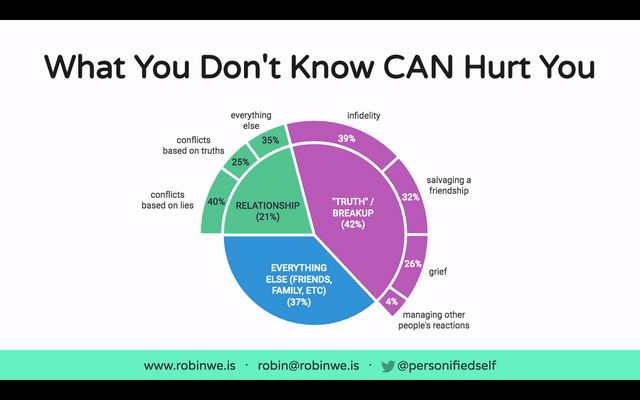 What You Don't Know CAN Hurt You
everything
else
infidelity
35%
39%
conflicts
based on truths
25%
salvaging a
friendship
32%
conflicts
based on lies
40%
RELATIONSHIP
(21%)
"TRUTH" /
BREAKUP
(42%)
26%
grief
EVERYTHING
ELSE (FRIENDS,
FAMILY, ETC)
(37%)
4%
managing other
people's reactions
www.robinwe.is · robin@robinwe.is · @personifiedself